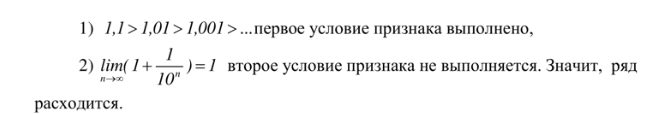 1) 1,1 > 1,01 > 1,001 > ...первое условие признака выполнено,
2) lim(1 + 1/10ⁿ) = 1 второе условие признака не выполняется. Значит, ряд
n→∞
расходится.